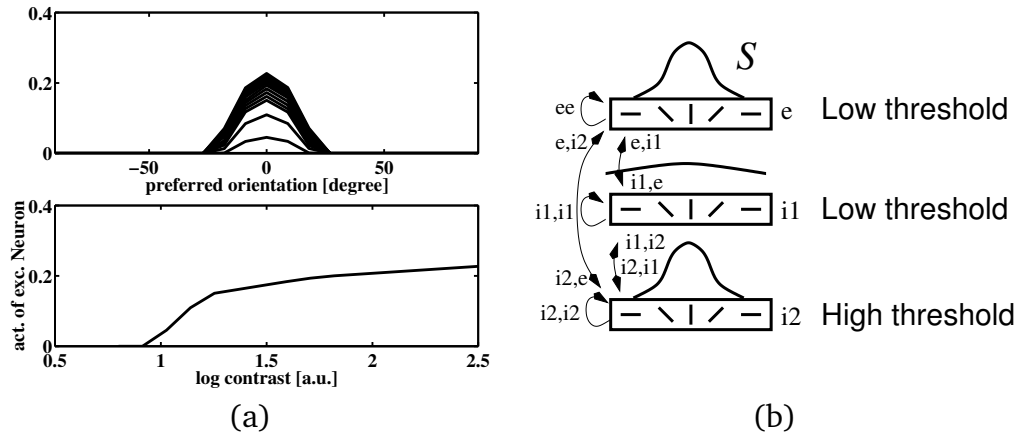 0.4
0.2
0
−50 0 50
preferred orientation [degree]
act. of exc. Neuron
0.4
0.2
0
0.5 1 1.5 2 2.5
log contrast [a.u.]
(a)
S
ee
e Low threshold
e,i2 e,i1
i1,e
i1,i1 i1 Low threshold
i1,i2
i2,e i2,i1
i2,i2 i2 High threshold
(b)